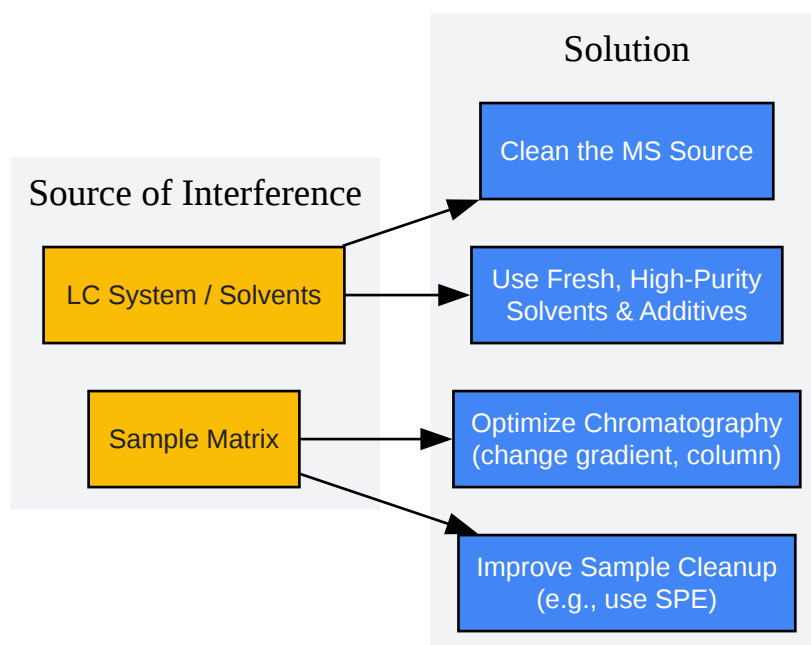 Solution
Clean the MS Source
Source of Interference
LC System / Solvents
Use Fresh, High-Purity
Solvents & Additives
Sample Matrix
Optimize Chromatography
(change gradient, column)
Improve Sample Cleanup
(e.g., use SPE)